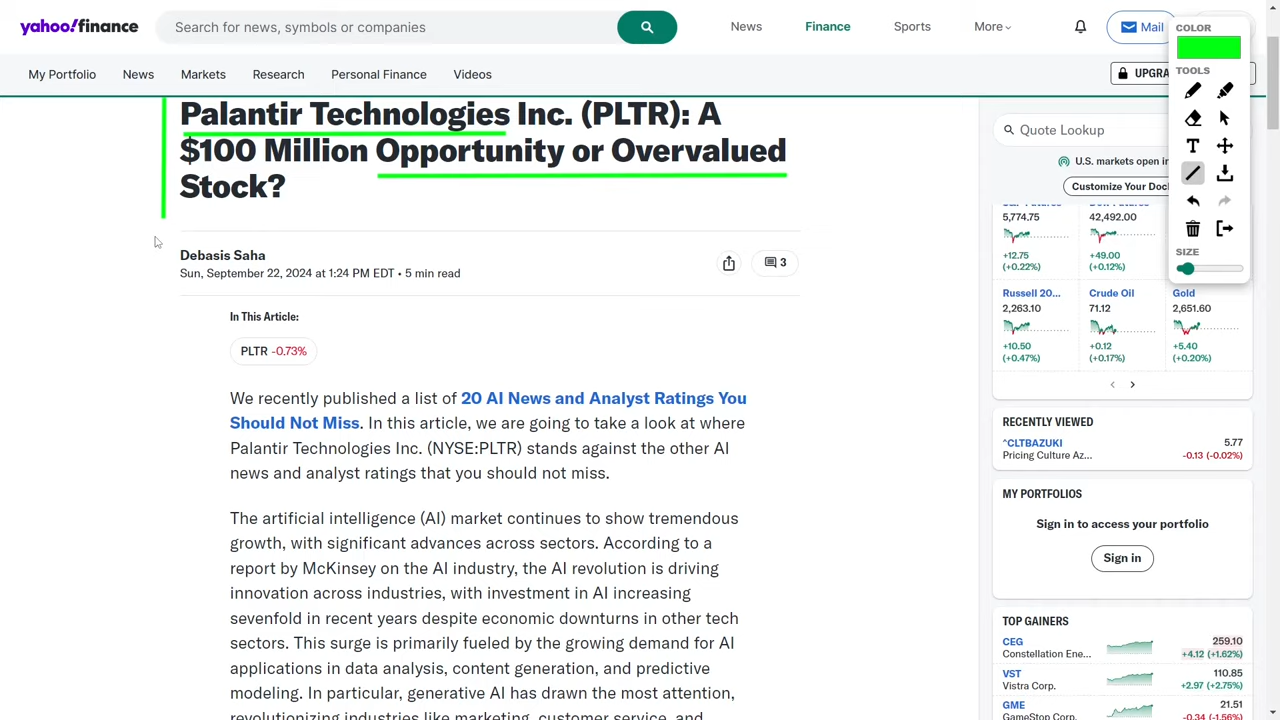 yahoo!finance
Search for news, symbols or companies
News
Finance
Sports
More
Mail
COLOR
My Portfolio
News
Markets
Research
Personal Finance
Videos
UPGRA
TOOLS
T
SIZE
Palantir Technologies Inc. (PLTR): A
$100 Million Opportunity or Overvalued
Stock?
Debasis Saha
Sun, September 22, 2024 at 1:24 PM EDT • 5 min read
3
In This Article:
PLTR -0.73%
We recently published a list of 20 AI News and Analyst Ratings You
Should Not Miss. In this article, we are going to take a look at where
Palantir Technologies Inc. (NYSE:PLTR) stands against the other AI
news and analyst ratings that you should not miss.
The artificial intelligence (AI) market continues to show tremendous
growth, with significant advances across sectors. According to a
report by McKinsey on the AI industry, the AI revolution is driving
innovation across industries, with investment in AI increasing
sevenfold in recent years despite economic downturns in other tech
sectors. This surge is primarily fueled by the growing demand for AI
applications in data analysis, content generation, and predictive
modeling. In particular, generative AI has drawn the most attention,
revolutionizing industries like marketing, customer service, and
Quote Lookup
U.S. markets open in
Customize Your Doc
5,774.75
+12.75
(+0.22%)
42,492.00
+49.00
(+0.12%)
Russell 20...
2,263.10
+10.50
(+0.47%)
Crude Oil
71.12
+0.12
(+0.17%)
Gold
2,651.60
+5.40
(+0.20%)
RECENTLY VIEWED
^CLTBAZUKI 5.77
Pricing Culture Az... -0.13 (-0.02%)
MY PORTFOLIOS
Sign in to access your portfolio
Sign in
TOP GAINERS
CEG 259.10
Constellation Ene... +4.12 (+1.62%)
VST 110.85
Vistra Corp. +2.97 (+2.75%)
GME 21.51
GameStop Corp. -0.34 (-1.56%)